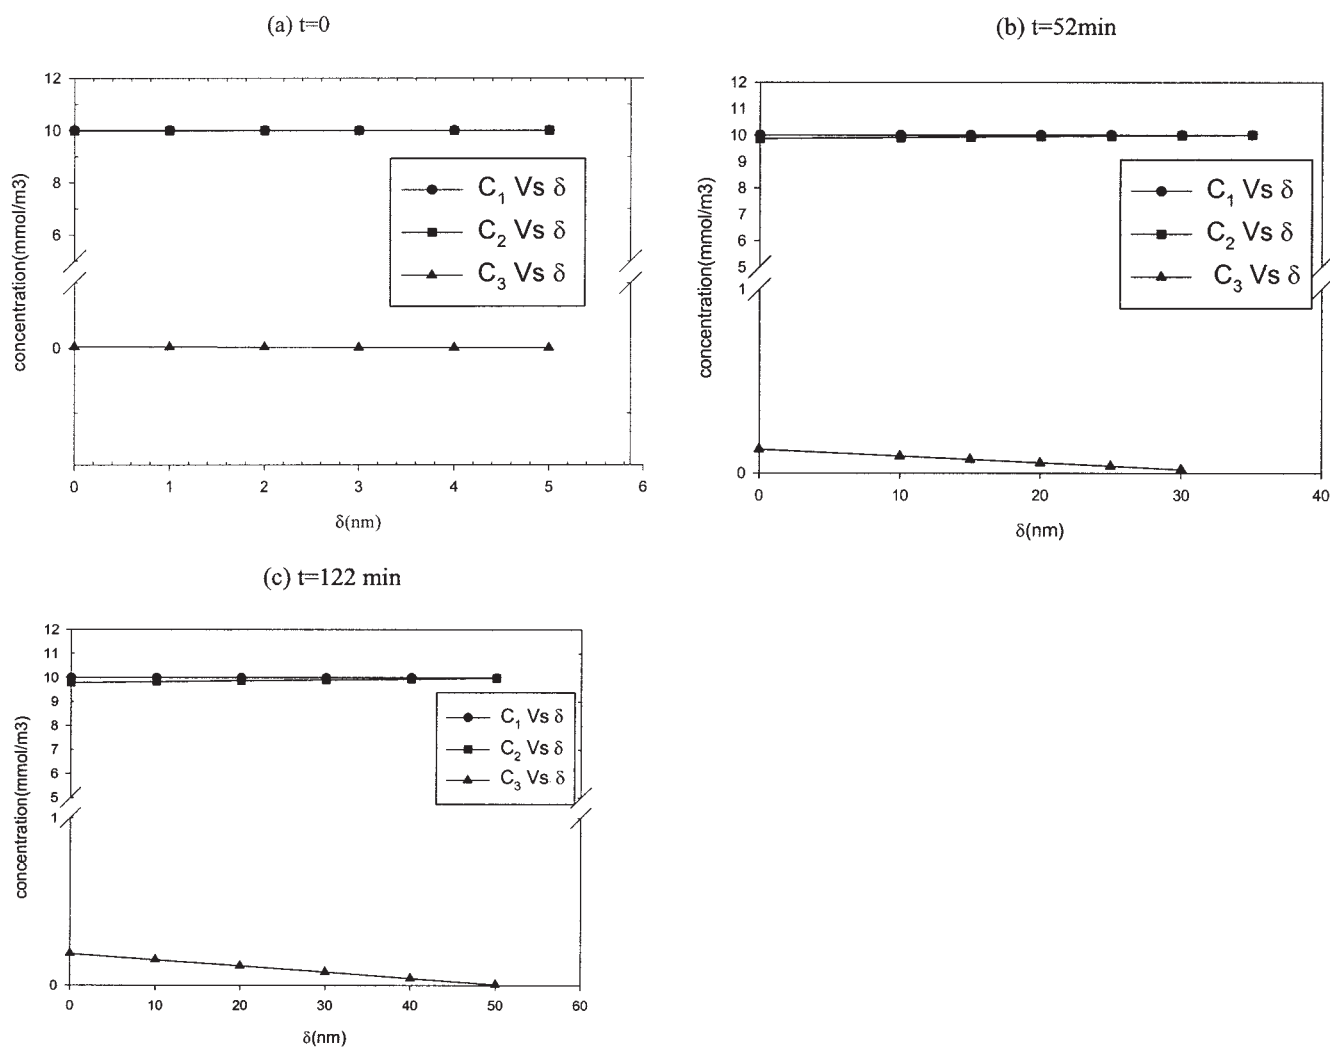 (a) t=0
12
10
8
6
0
concentration(mmol/m3)
C1 Vs δ
C2 Vs δ
C3 Vs δ
0 1 2 3 4 5 6
δ(nm)
(b) t=52min
12
11
10
9
8
7
6
5
1
0
concentration(mmol/m3)
C1 Vs δ
C2 Vs δ
C3 Vs δ
0 10 20 30 40
δ(nm)
(c) t=122 min
12
11
10
9
8
7
6
5
1
0
concentration(mmol/m3)
C1 Vs δ
C2 Vs δ
C3 Vs δ
0 10 20 30 40 50 60
δ(nm)